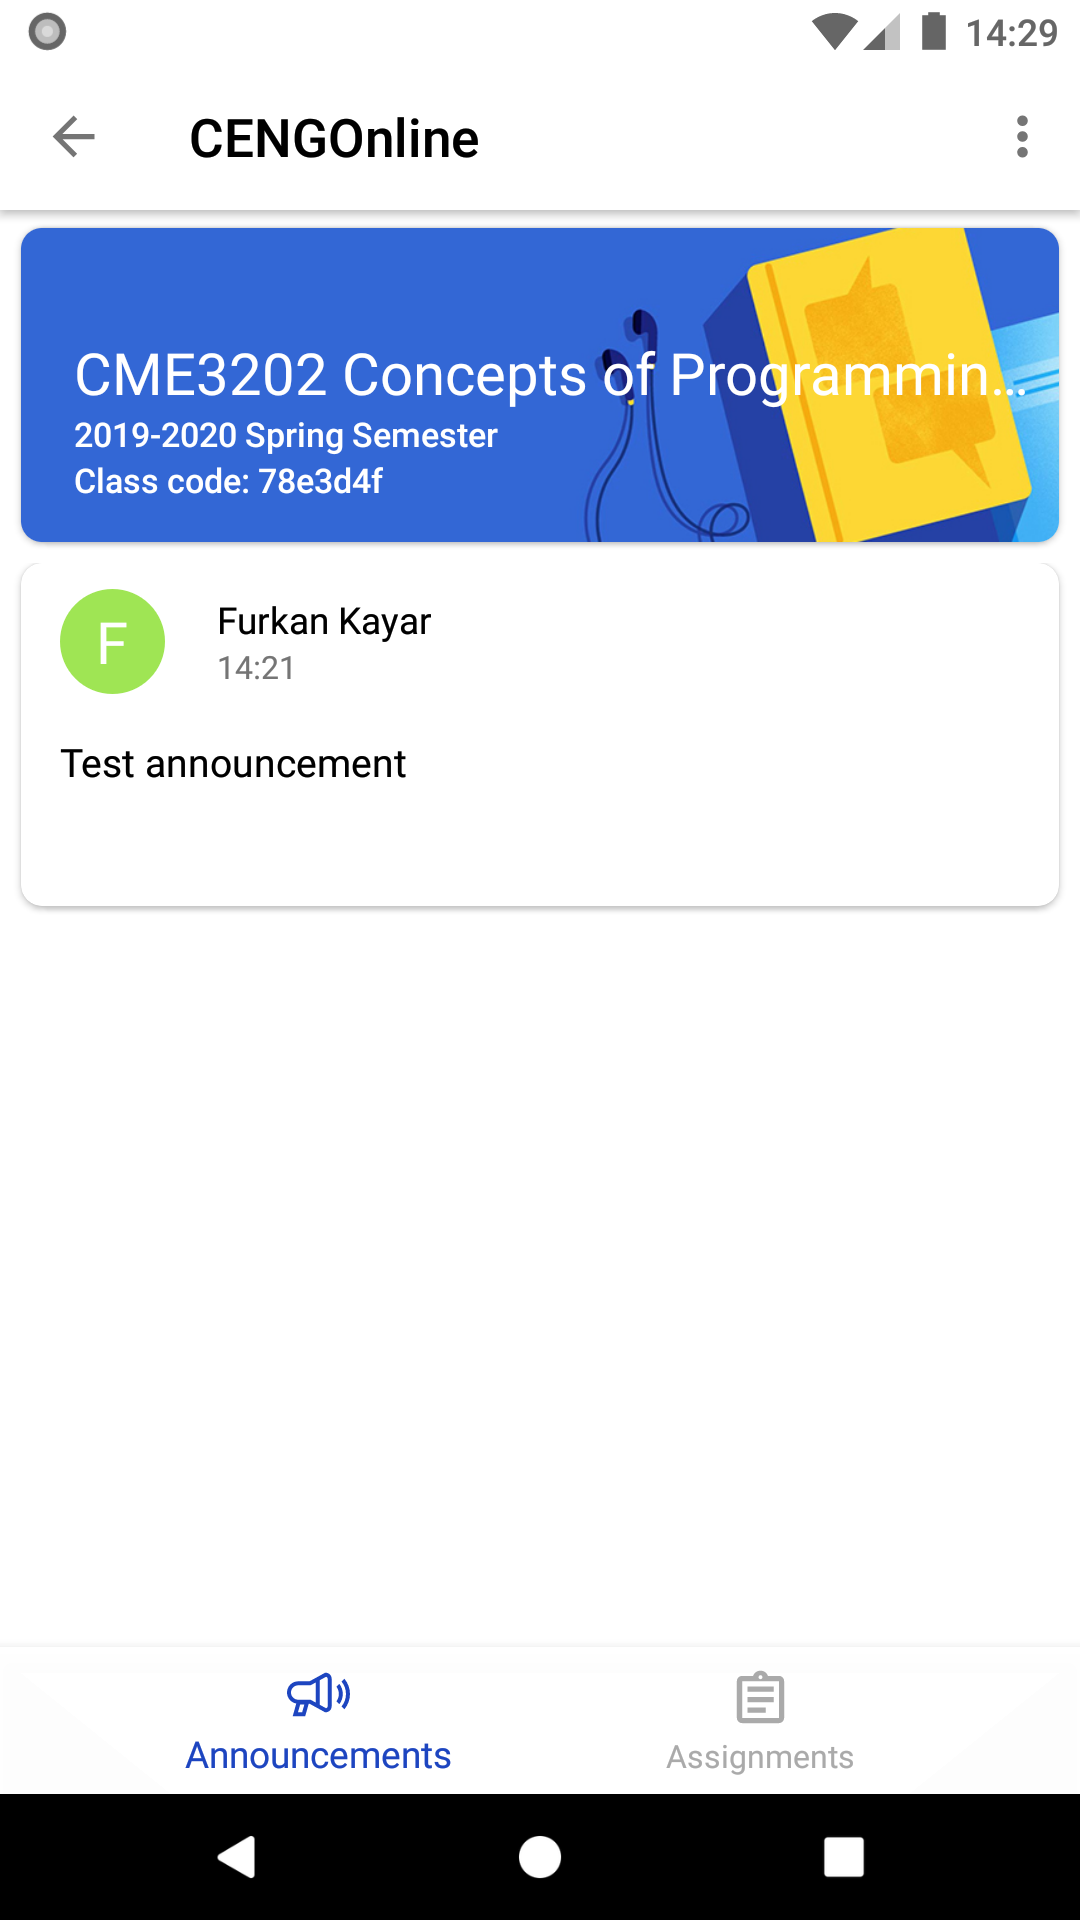 14:29
CENGOnline
CME3202 Concepts of Programmin...
2019-2020 Spring Semester
Class code: 78e3d4f
F
Furkan Kayar
14:21
Test announcement
Announcements
Assignments